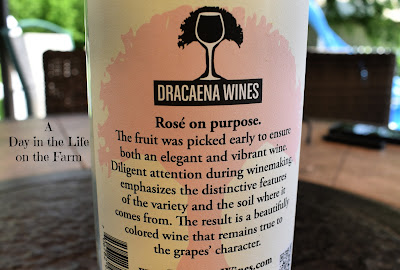 DRACAENA WINES
Rosé on purpose.
The fruit was picked early to ensure
both an elegant and vibrant wine.
Diligent attention during winemaking
emphasizes the distinctive features
of the variety and the soil where it
comes from. The result is a beautifully
colored wine that remains true to
the grapes' character.
A
Day in the Life
on the Farm